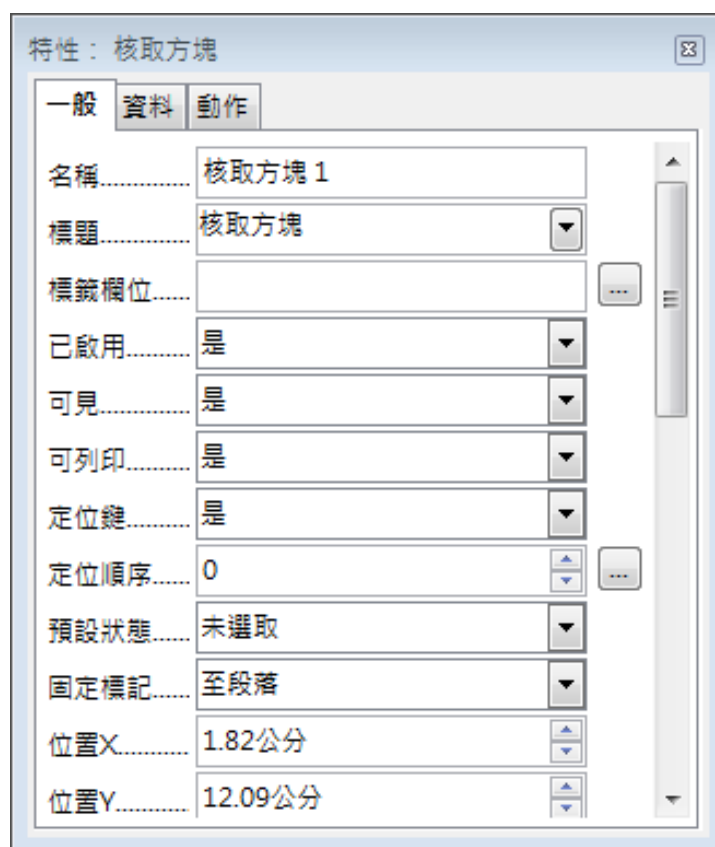 特性： 核取方塊
一般 資料 動作
名稱.............. 核取方塊 1
標題.............. 核取方塊
標籤欄位...... ...
已啟用.......... 是
可見.............. 是
可列印.......... 是
定位鍵.......... 是
定位順序...... 0 ...
預設狀態...... 未選取
固定標記...... 至段落
位置X........... 1.82公分
位置Y............ 12.09公分